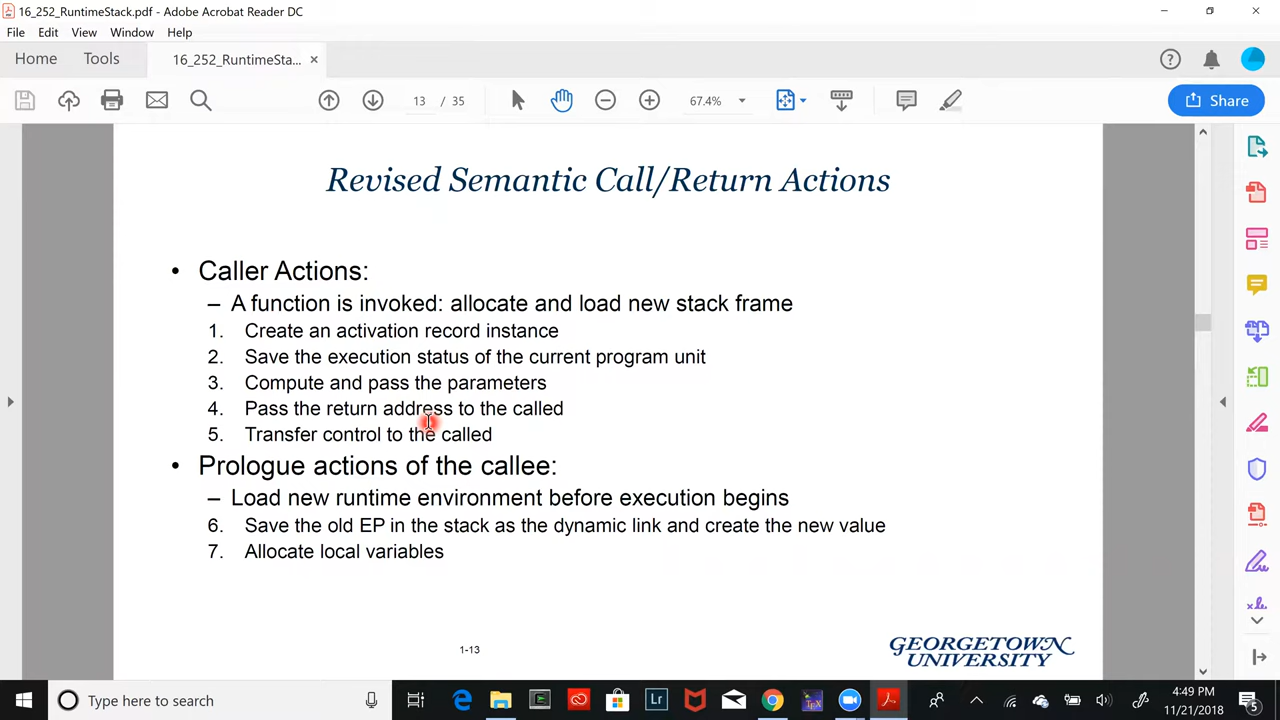 16_252_RuntimeStack.pdf - Adobe Acrobat Reader DC
File Edit View Window Help
Home Tools 16_252_RuntimeSta... ×
13 / 35 67.4% Share
Revised Semantic Call/Return Actions
• Caller Actions:
– A function is invoked: allocate and load new stack frame
1. Create an activation record instance
2. Save the execution status of the current program unit
3. Compute and pass the parameters
4. Pass the return address to the called
5. Transfer control to the called
• Prologue actions of the callee:
– Load new runtime environment before execution begins
6. Save the old EP in the stack as the dynamic link and create the new value
7. Allocate local variables
1-13
GEORGETOWN
UNIVERSITY
Type here to search
Lr
TEX
4:49 PM
11/21/2018
5